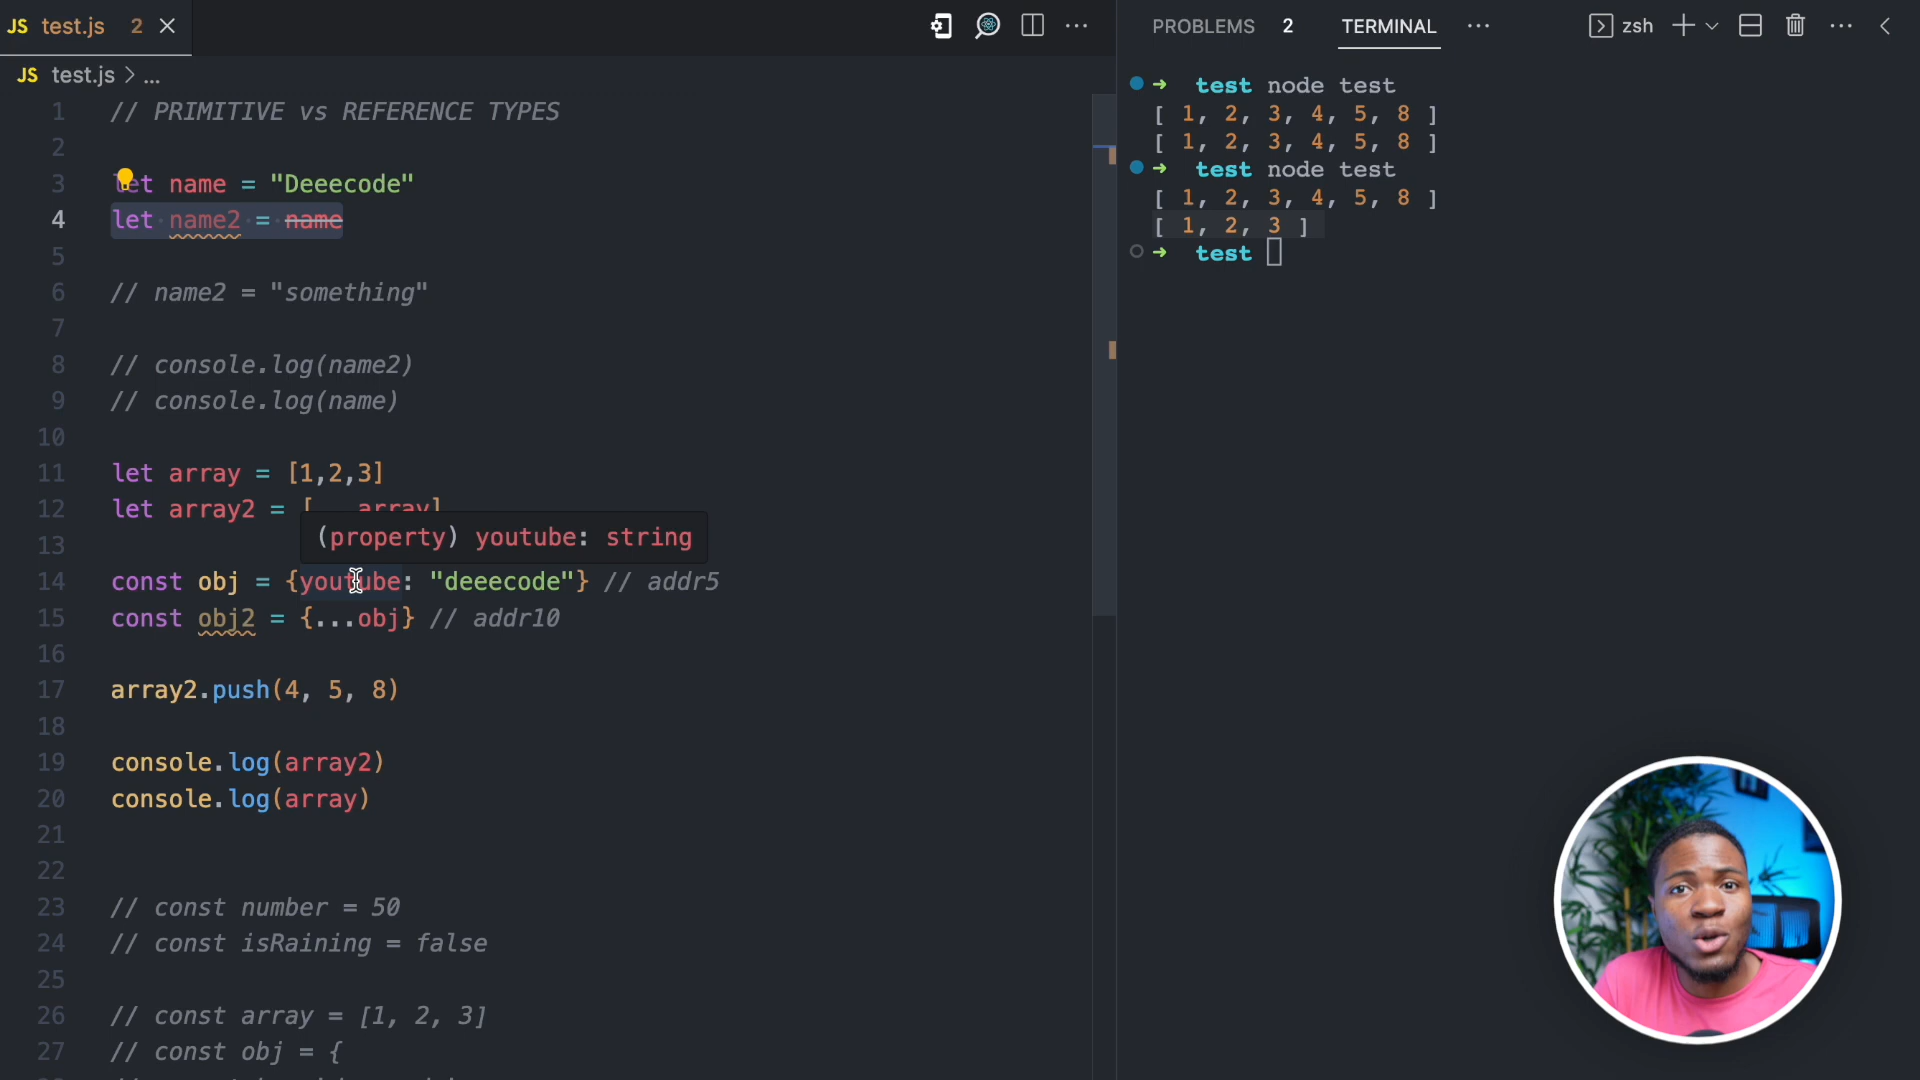 JS test.js 2
JS test.js > ...
1 // PRIMITIVE vs REFERENCE TYPES
2
3 let name = "Deeecode"
4 let name2 = name
5
6 // name2 = "something"
7
8 // console.log(name2)
9 // console.log(name)
10
11 let array = [1,2,3]
12 let array2 = [...array]
(property) youtube: string
13
14 const obj = {youtube: "deeecode"} // addr5
15 const obj2 = {...obj} // addr10
16
17 array2.push(4, 5, 8)
18
19 console.log(array2)
20 console.log(array)
21
22
23 // const number = 50
24 // const isRaining = false
25
26 // const array = [1, 2, 3]
27 // const obj = {
PROBLEMS 2 TERMINAL ... zsh
→ test node test
[ 1, 2, 3, 4, 5, 8 ]
[ 1, 2, 3, 4, 5, 8 ]
→ test node test
[ 1, 2, 3, 4, 5, 8 ]
[ 1, 2, 3 ]
→ test